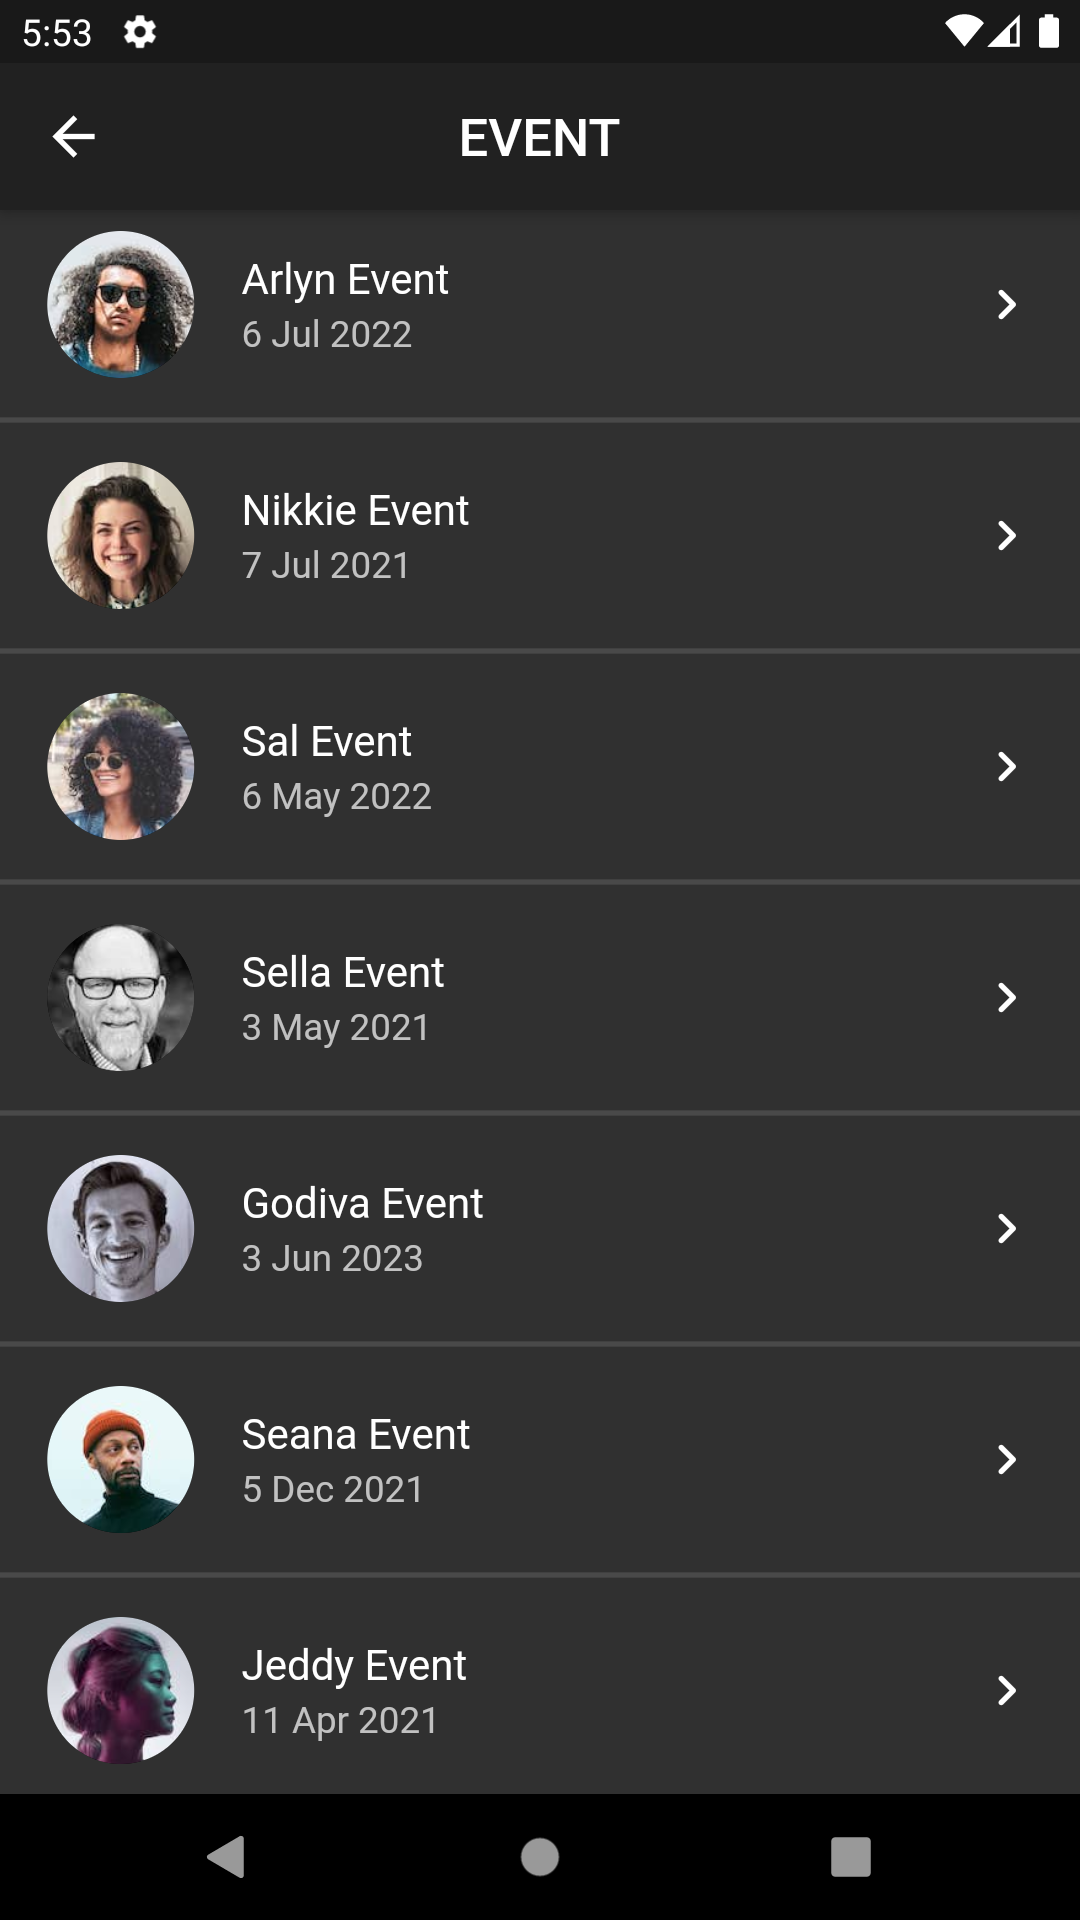 5:53
EVENT
Arlyn Event
6 Jul 2022
Nikkie Event
7 Jul 2021
Sal Event
6 May 2022
Sella Event
3 May 2021
Godiva Event
3 Jun 2023
Seana Event
5 Dec 2021
Jeddy Event
11 Apr 2021